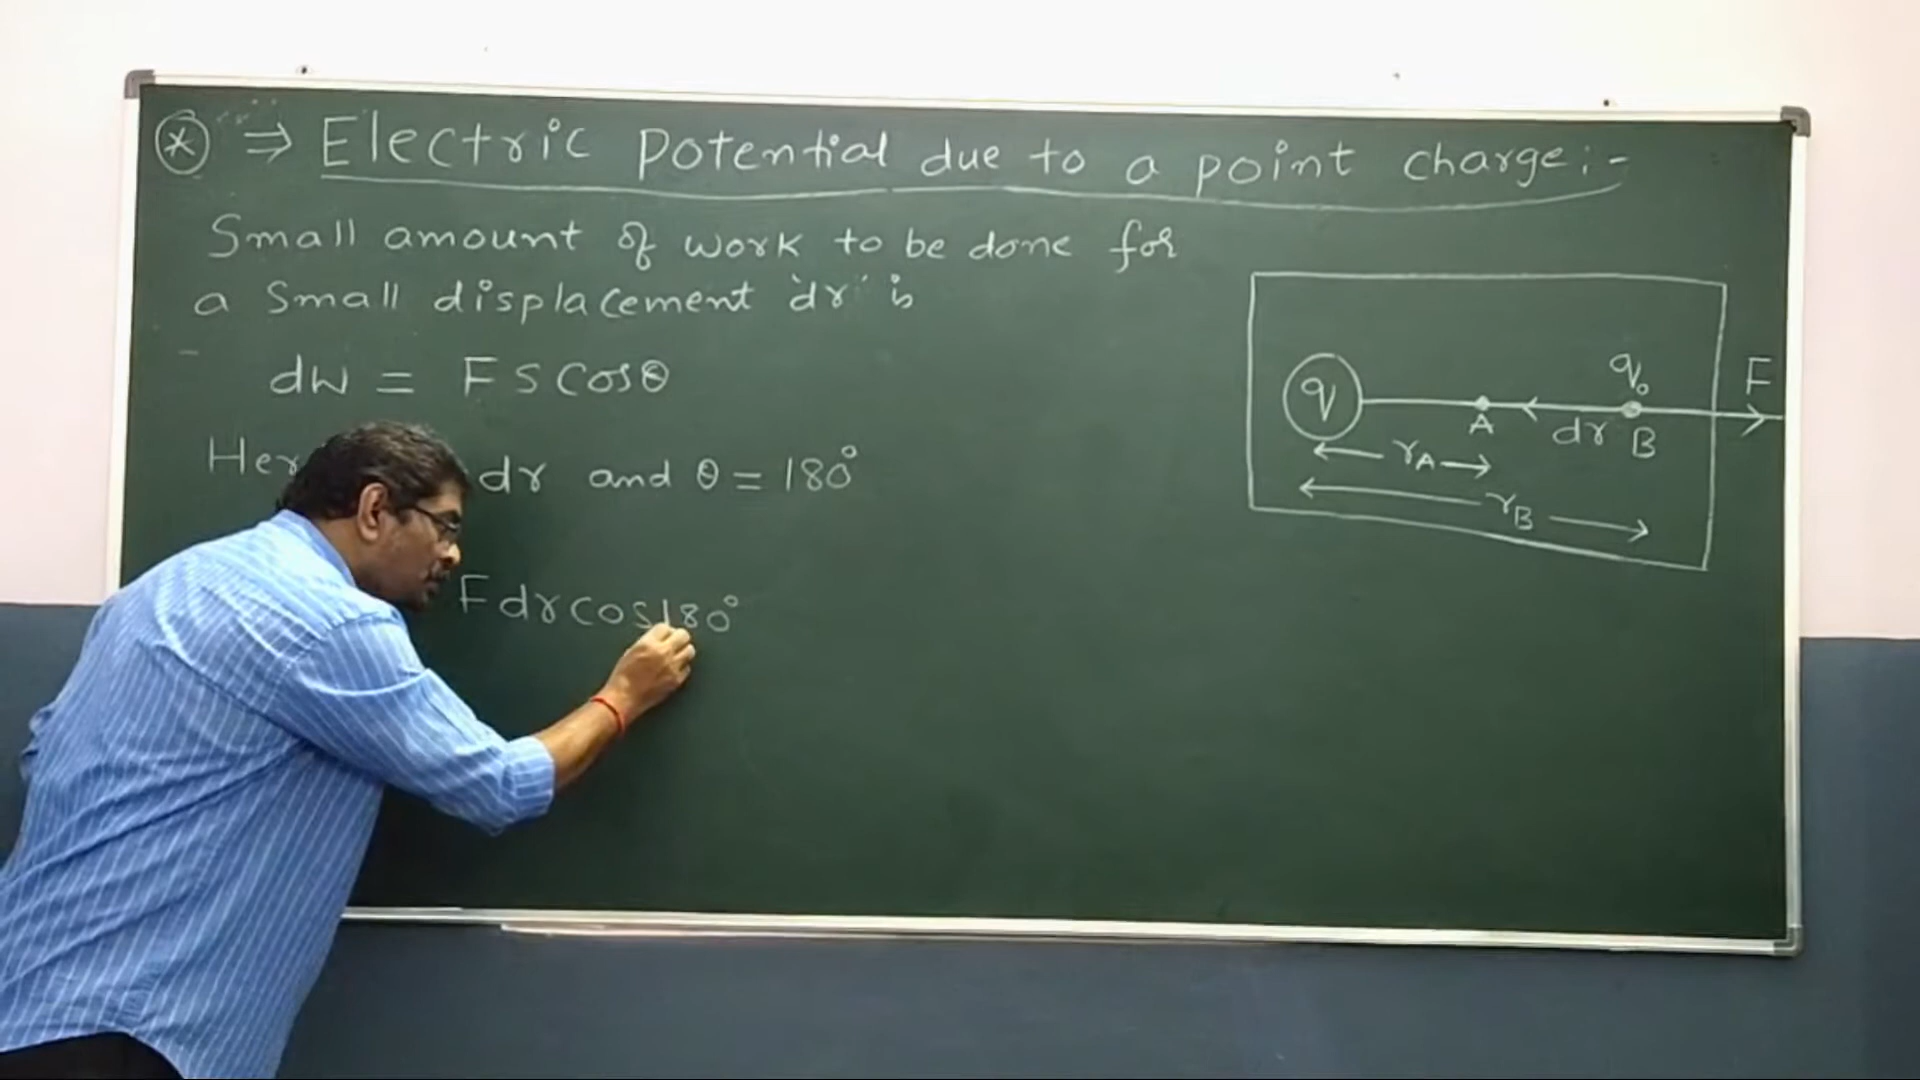 ⊛ ⇒ Electric Potential due to a point charge:-
Small amount of work to be done for
a small displacement `dr´ is
dW = F S Cosθ
dr and θ = 180°
F dr cos180°
q
A
dr
q₀
B
F
r_A
r_B